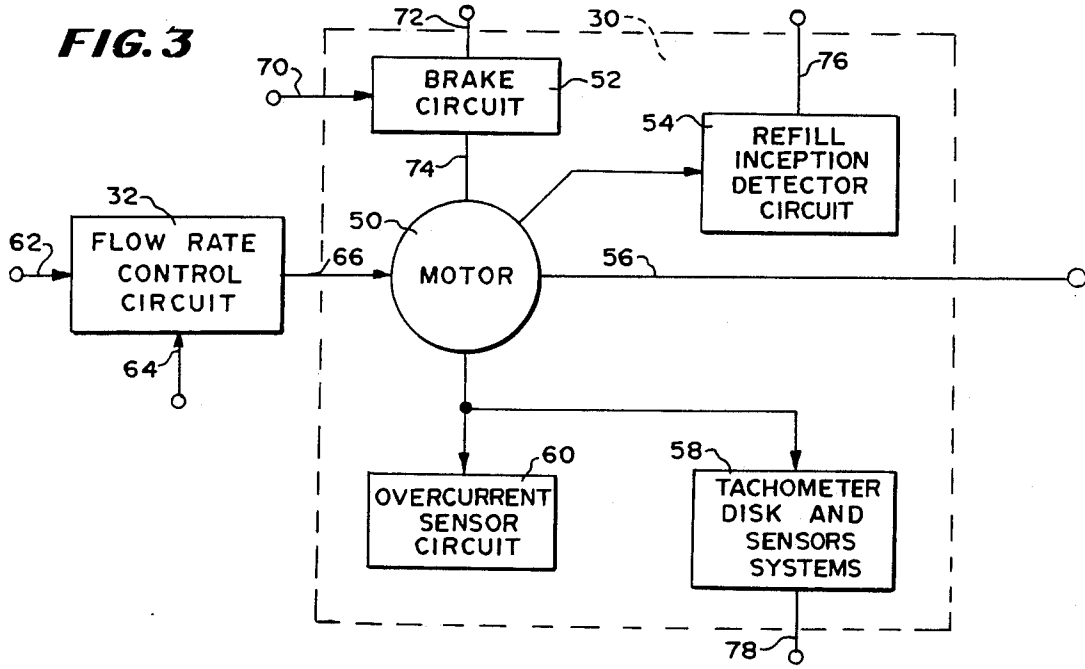 FIG. 3
72
30
70
BRAKE
CIRCUIT
52
76
54
REFILL
INCEPTION
DETECTOR
CIRCUIT
74
32
50
62
FLOW RATE
CONTROL
CIRCUIT
66
MOTOR
56
64
60
58
OVERCURRENT
SENSOR
CIRCUIT
TACHOMETER
DISK AND
SENSORS
SYSTEMS
78